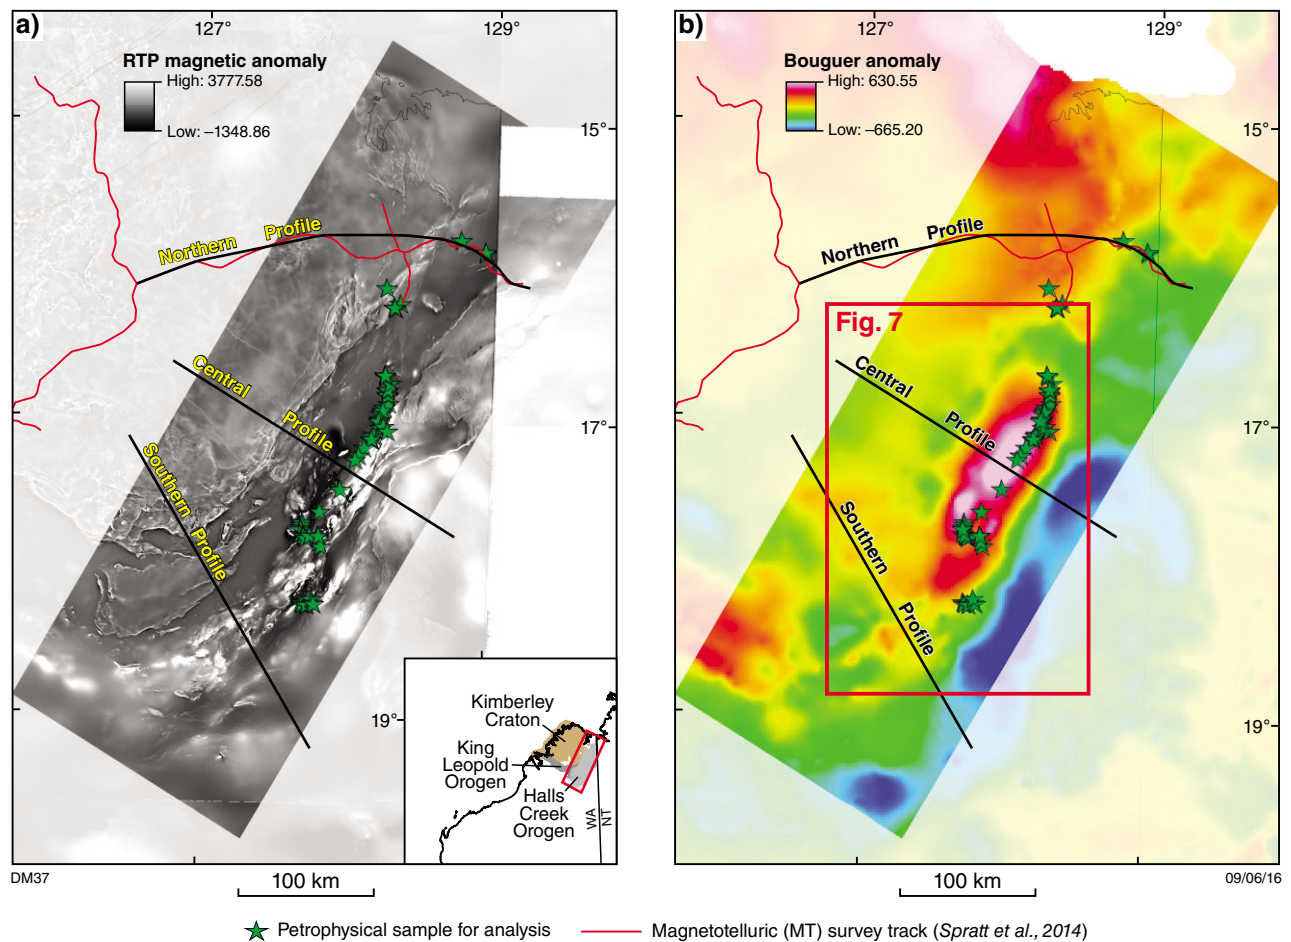 a)
127°
129°
RTP magnetic anomaly
High: 3777.58
Low: –1348.86
15°
Northern Profile
Central Profile
17°
Southern Profile
19°
Kimberley
Craton
King
Leopold
Orogen
Halls
Creek
Orogen
WA
NT
DM37
100 km
b)
127°
129°
Bouguer anomaly
High: 630.55
Low: –665.20
15°
Northern Profile
Fig. 7
Central Profile
17°
Southern Profile
19°
100 km
09/06/16
Petrophysical sample for analysis
Magnetotelluric (MT) survey track (Spratt et al., 2014)